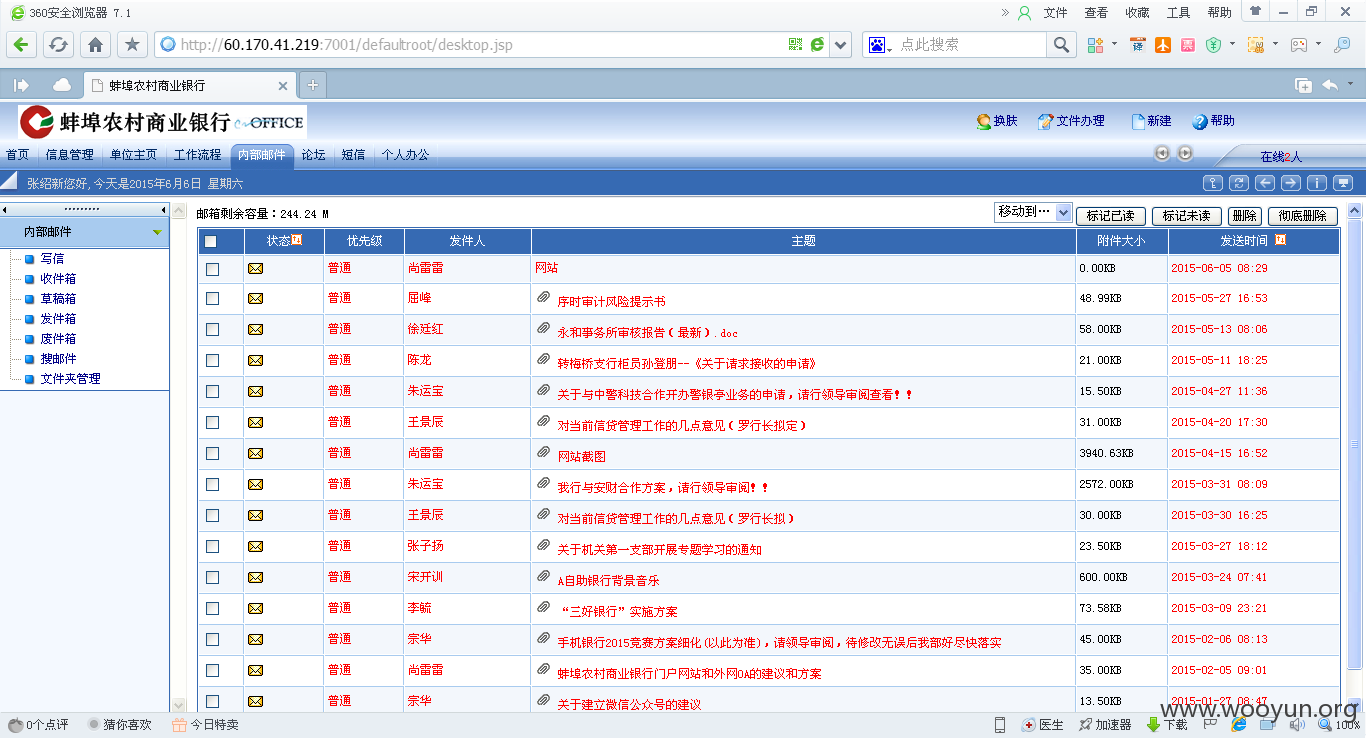 360安全浏览器 7.1
文件 查看 收藏 工具 帮助
http://60.170.41.219:7001/defaultroot/desktop.jsp
点此搜索
蚌埠农村商业银行
蚌埠农村商业银行 OFFICE
换肤 文件办理 新建 帮助
首页 信息管理 单位主页 工作流程 内部邮件 论坛 短信 个人办公
在线2人
张绍新您好,今天是2015年6月6日 星期六
内部邮件
写信
收件箱
草稿箱
发件箱
废件箱
搜邮件
文件夹管理
邮箱剩余容量：244.24 M
移动到… 标记已读 标记未读 删除 彻底删除
状态 优先级 发件人 主题 附件大小 发送时间
普通 尚雷雷 网站 0.00KB 2015-06-05 08:29
普通 屈峰 序时审计风险提示书 48.99KB 2015-05-27 16:53
普通 徐廷红 永和事务所审核报告（最新）.doc 58.00KB 2015-05-13 08:06
普通 陈龙 转梅桥支行柜员孙登朋--《关于请求接收的申请》 21.00KB 2015-05-11 18:25
普通 朱运宝 关于与中警科技合作开办警银亭业务的申请，请行领导审阅查看！！ 15.50KB 2015-04-27 11:36
普通 王景辰 对当前信贷管理工作的几点意见（罗行长拟定） 31.00KB 2015-04-20 17:30
普通 尚雷雷 网站截图 3940.63KB 2015-04-15 16:52
普通 朱运宝 我行与安财合作方案，请行领导审阅！！ 2572.00KB 2015-03-31 08:09
普通 王景辰 对当前信贷管理工作的几点意见（罗行长拟） 30.00KB 2015-03-30 16:25
普通 张子扬 关于机关第一支部开展专题学习的通知 23.50KB 2015-03-27 18:12
普通 宋开训 A自助银行背景音乐 600.00KB 2015-03-24 07:41
普通 李毓 “三好银行”实施方案 73.58KB 2015-03-09 23:21
普通 宗华 手机银行2015竞赛方案细化(以此为准)，请领导审阅，待修改无误后我部好尽快落实 45.00KB 2015-02-06 08:13
普通 尚雷雷 蚌埠农村商业银行门户网站和外网OA的建议和方案 35.00KB 2015-02-05 09:01
普通 宗华 关于建立微信公众号的建议 13.50KB 2015-01-27 08:47
www.wooyun.org
0个点评 猜你喜欢 今日特卖
医生 加速器 下载 100%